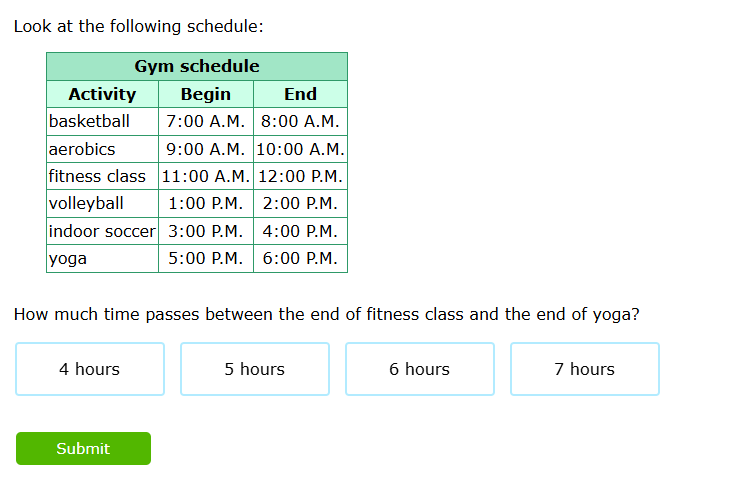 Look at the following schedule:
Gym schedule
Activity Begin End
basketball 7:00 A.M. 8:00 A.M.
aerobics 9:00 A.M. 10:00 A.M.
fitness class 11:00 A.M. 12:00 P.M.
volleyball 1:00 P.M. 2:00 P.M.
indoor soccer 3:00 P.M. 4:00 P.M.
yoga 5:00 P.M. 6:00 P.M.
How much time passes between the end of fitness class and the end of yoga?
4 hours 5 hours 6 hours 7 hours
Submit